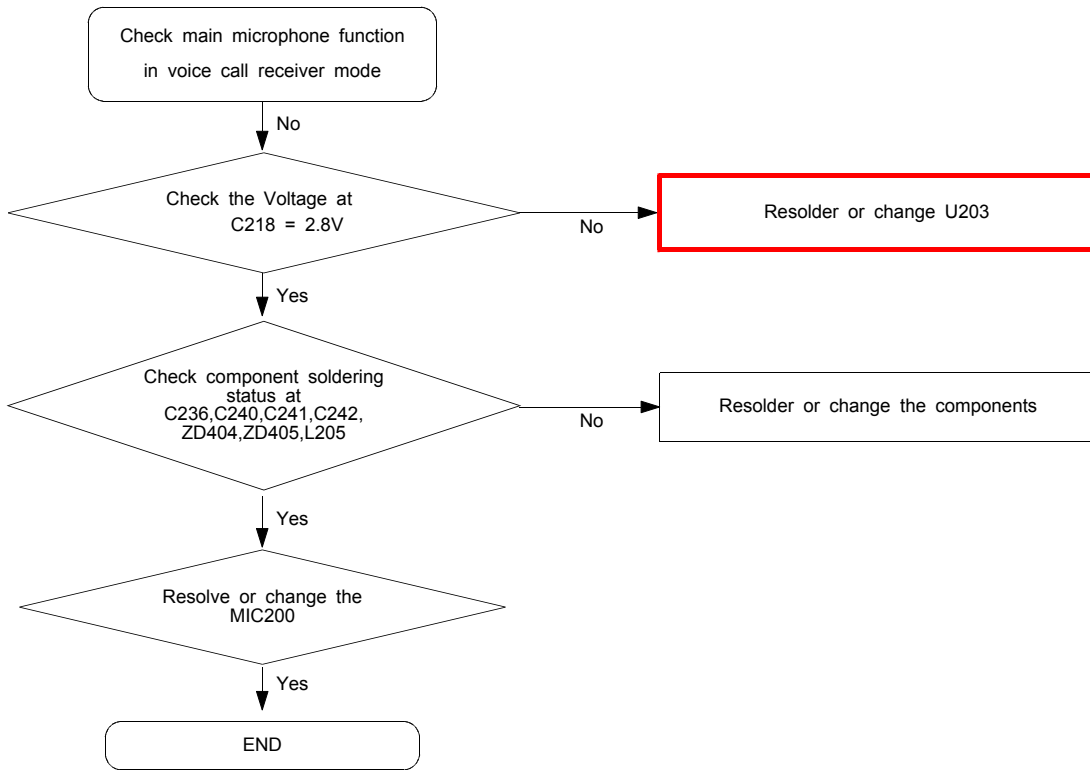 Check main microphone function
in voice call receiver mode
No
Check the Voltage at
C218 = 2.8V
No
Resolder or change U203
Yes
Check component soldering
status at
C236,C240,C241,C242,
ZD404,ZD405,L205
No
Resolder or change the components
Yes
Resolve or change the
MIC200
Yes
END